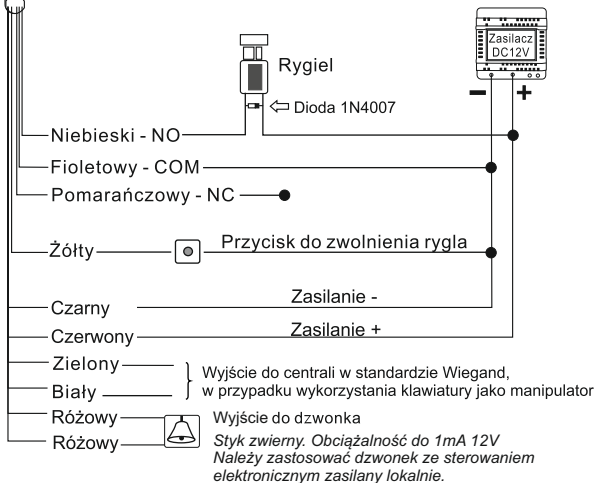 Zasilacz
DC12V
Rygiel
- +
Dioda 1N4007
Niebieski - NO
Fioletowy - COM
Pomarańczowy - NC
Żółty
Przycisk do zwolnienia rygla
Czarny
Zasilanie -
Czerwony
Zasilanie +
Zielony
Biały
Wyjście do centrali w standardzie Wiegand,
w przypadku wykorzystania klawiatury jako manipulator
Różowy
Różowy
Wyjście do dzwonka
Styk zwierny. Obciążalność do 1mA 12V
Należy zastosować dzwonek ze sterowaniem
elektronicznym zasilany lokalnie.